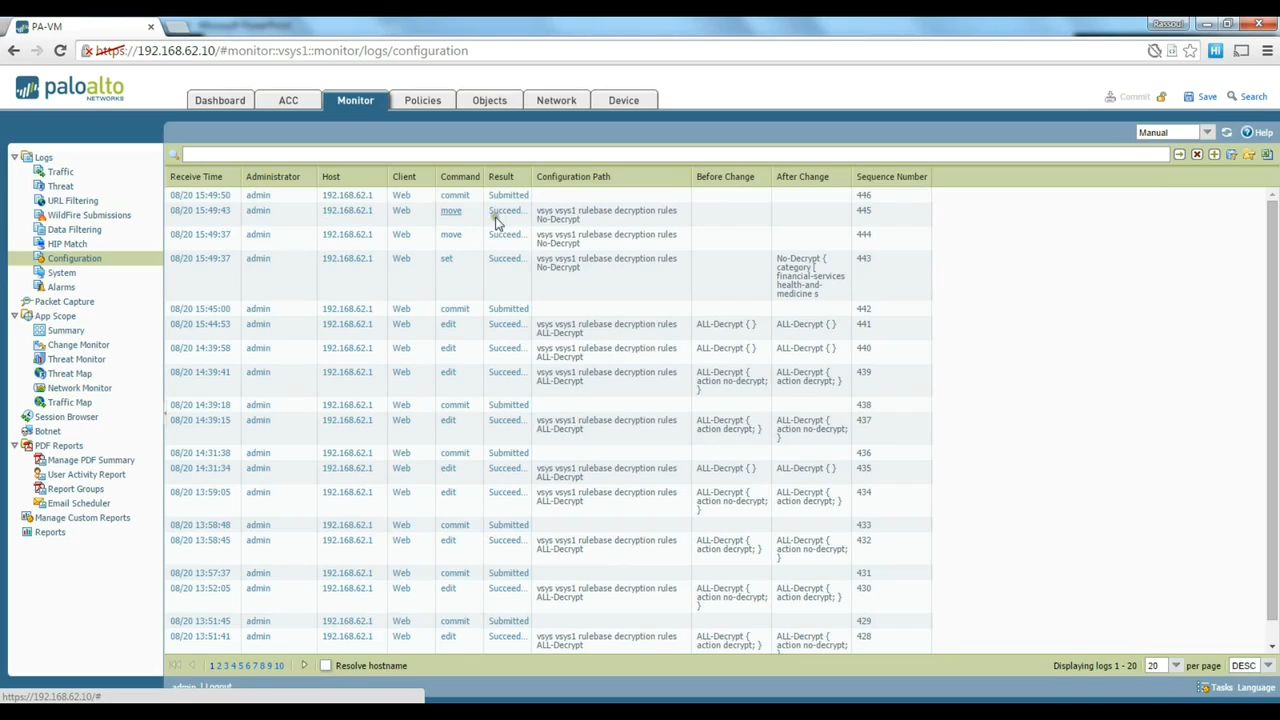 PA-VM
Rassoul
https://192.168.62.10/#monitor::vsys1::monitor/logs/configuration
paloalto
NETWORKS
Dashboard ACC Monitor Policies Objects Network Device
Commit Save Search
Manual Help
Logs
Traffic
Threat
URL Filtering
WildFire Submissions
Data Filtering
HIP Match
Configuration
System
Alarms
Packet Capture
App Scope
Summary
Change Monitor
Threat Monitor
Threat Map
Network Monitor
Traffic Map
Session Browser
Botnet
PDF Reports
Manage PDF Summary
User Activity Report
Report Groups
Email Scheduler
Manage Custom Reports
Reports
Receive Time Administrator Host Client Command Result Configuration Path Before Change After Change Sequence Number
08/20 15:49:50 admin 192.168.62.1 Web commit Submitted 446
08/20 15:49:43 admin 192.168.62.1 Web move Succeed... vsys vsys1 rulebase decryption rules 445
No-Decrypt
08/20 15:49:37 admin 192.168.62.1 Web move Succeed... vsys vsys1 rulebase decryption rules 444
No-Decrypt
08/20 15:49:37 admin 192.168.62.1 Web set Succeed... vsys vsys1 rulebase decryption rules No-Decrypt { 443
No-Decrypt category [
financial-services
health-and-
medicine s
08/20 15:45:00 admin 192.168.62.1 Web commit Submitted 442
08/20 15:44:53 admin 192.168.62.1 Web edit Succeed... vsys vsys1 rulebase decryption rules ALL-Decrypt { } ALL-Decrypt { } 441
ALL-Decrypt
08/20 14:39:58 admin 192.168.62.1 Web edit Succeed... vsys vsys1 rulebase decryption rules ALL-Decrypt { } ALL-Decrypt { } 440
ALL-Decrypt
08/20 14:39:41 admin 192.168.62.1 Web edit Succeed... vsys vsys1 rulebase decryption rules ALL-Decrypt { ALL-Decrypt { 439
ALL-Decrypt action no-decrypt; action decrypt; }
}
08/20 14:39:18 admin 192.168.62.1 Web commit Submitted 438
08/20 14:39:15 admin 192.168.62.1 Web edit Succeed... vsys vsys1 rulebase decryption rules ALL-Decrypt { ALL-Decrypt { 437
ALL-Decrypt action decrypt; } action no-decrypt;
}
08/20 14:31:38 admin 192.168.62.1 Web commit Submitted 436
08/20 14:31:34 admin 192.168.62.1 Web edit Succeed... vsys vsys1 rulebase decryption rules ALL-Decrypt { } ALL-Decrypt { } 435
ALL-Decrypt
08/20 13:59:05 admin 192.168.62.1 Web edit Succeed... vsys vsys1 rulebase decryption rules ALL-Decrypt { ALL-Decrypt { 434
ALL-Decrypt action no-decrypt; action decrypt; }
}
08/20 13:58:48 admin 192.168.62.1 Web commit Submitted 433
08/20 13:58:45 admin 192.168.62.1 Web edit Succeed... vsys vsys1 rulebase decryption rules ALL-Decrypt { ALL-Decrypt { 432
ALL-Decrypt action decrypt; } action no-decrypt;
}
08/20 13:57:37 admin 192.168.62.1 Web commit Submitted 431
08/20 13:52:05 admin 192.168.62.1 Web edit Succeed... vsys vsys1 rulebase decryption rules ALL-Decrypt { ALL-Decrypt { 430
ALL-Decrypt action no-decrypt; action decrypt; }
}
08/20 13:51:45 admin 192.168.62.1 Web commit Submitted 429
08/20 13:51:41 admin 192.168.62.1 Web edit Succeed... vsys vsys1 rulebase decryption rules ALL-Decrypt { ALL-Decrypt { 428
ALL-Decrypt action decrypt; } action no-decrypt;
1 2 3 4 5 6 7 8 9 10 Resolve hostname Displaying logs 1 - 20 20 per page DESC
admin | Logout Tasks Language
https://192.168.62.10/#